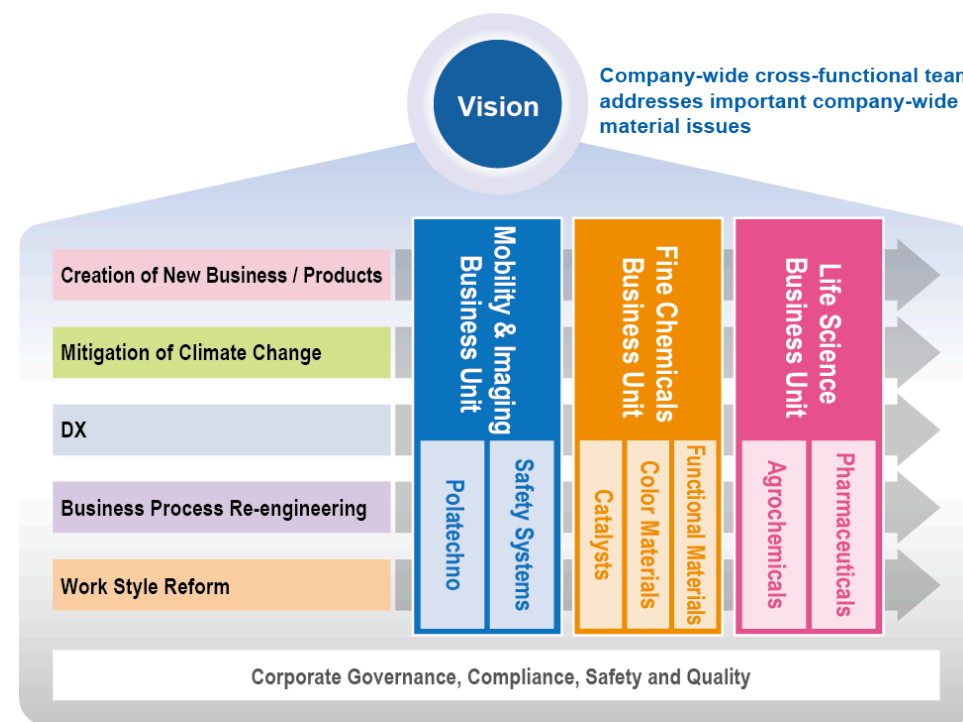 Vision
Company-wide cross-functional team
addresses important company-wide
material issues
Creation of New Business / Products
Mitigation of Climate Change
DX
Business Process Re-engineering
Work Style Reform
Mobility & Imaging
Business Unit
Safety Systems
Polatechno
Fine Chemicals
Business Unit
Functional Materials
Color Materials
Catalysts
Life Science
Business Unit
Pharmaceuticals
Agrochemicals
Corporate Governance, Compliance, Safety and Quality